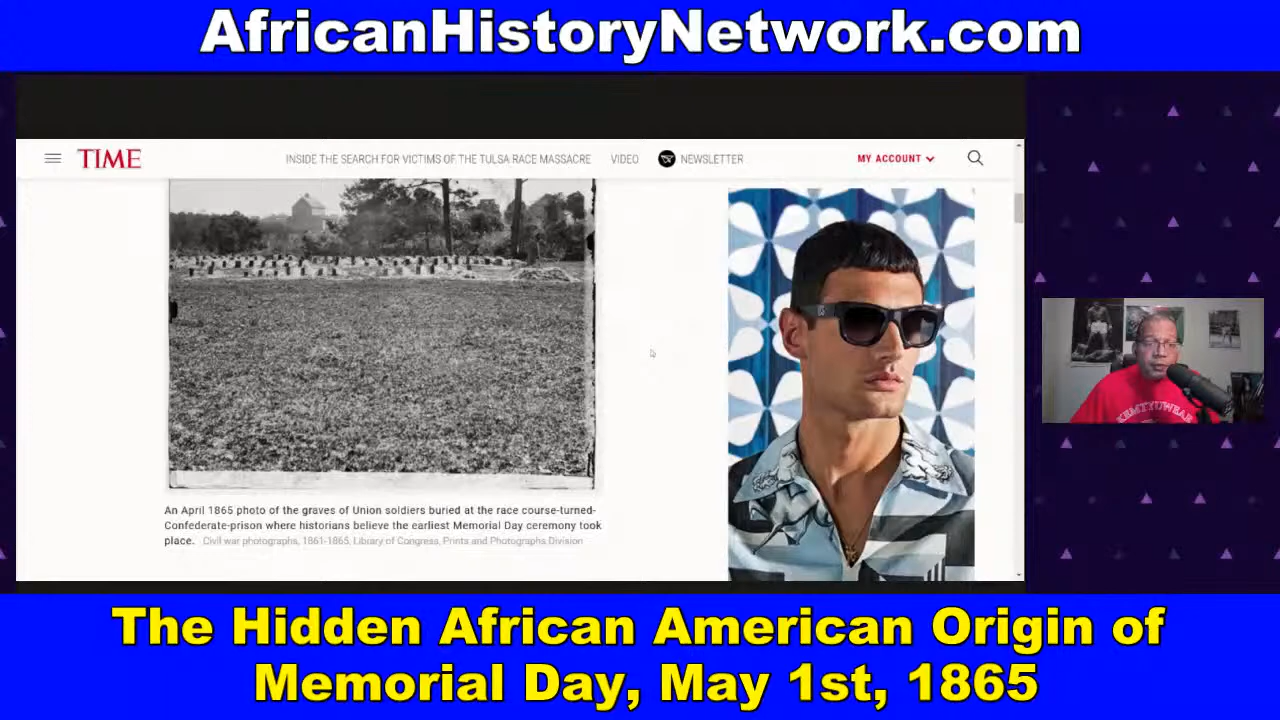 AfricanHistoryNetwork.com
TIME
INSIDE THE SEARCH FOR VICTIMS OF THE TULSA RACE MASSACRE
VIDEO
NEWSLETTER
MY ACCOUNT
An April 1865 photo of the graves of Union soldiers buried at the race course-turned-
Confederate-prison where historians believe the earliest Memorial Day ceremony took
place. Civil war photographs, 1861-1865, Library of Congress, Prints and Photographs Division
KEMTYUWEAR
The Hidden African American Origin of
Memorial Day, May 1st, 1865